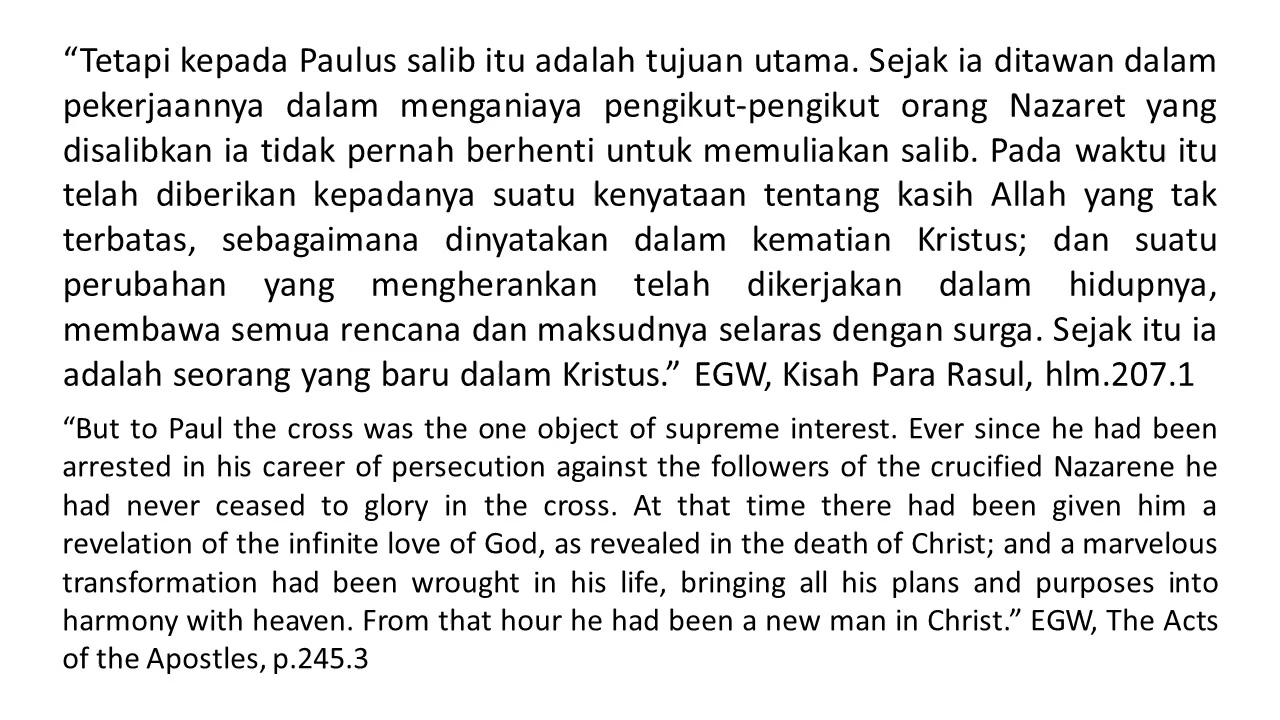 “Tetapi kepada Paulus salib itu adalah tujuan utama. Sejak ia ditawan dalam
pekerjaannya dalam menganiaya pengikut-pengikut orang Nazaret yang
disalibkan ia tidak pernah berhenti untuk memuliakan salib. Pada waktu itu
telah diberikan kepadanya suatu kenyataan tentang kasih Allah yang tak
terbatas, sebagaimana dinyatakan dalam kematian Kristus; dan suatu
perubahan yang mengherankan telah dikerjakan dalam hidupnya,
membawa semua rencana dan maksudnya selaras dengan surga. Sejak itu ia
adalah seorang yang baru dalam Kristus.” EGW, Kisah Para Rasul, hlm.207.1
“But to Paul the cross was the one object of supreme interest. Ever since he had been
arrested in his career of persecution against the followers of the crucified Nazarene he
had never ceased to glory in the cross. At that time there had been given him a
revelation of the infinite love of God, as revealed in the death of Christ; and a marvelous
transformation had been wrought in his life, bringing all his plans and purposes into
harmony with heaven. From that hour he had been a new man in Christ.” EGW, The Acts
of the Apostles, p.245.3